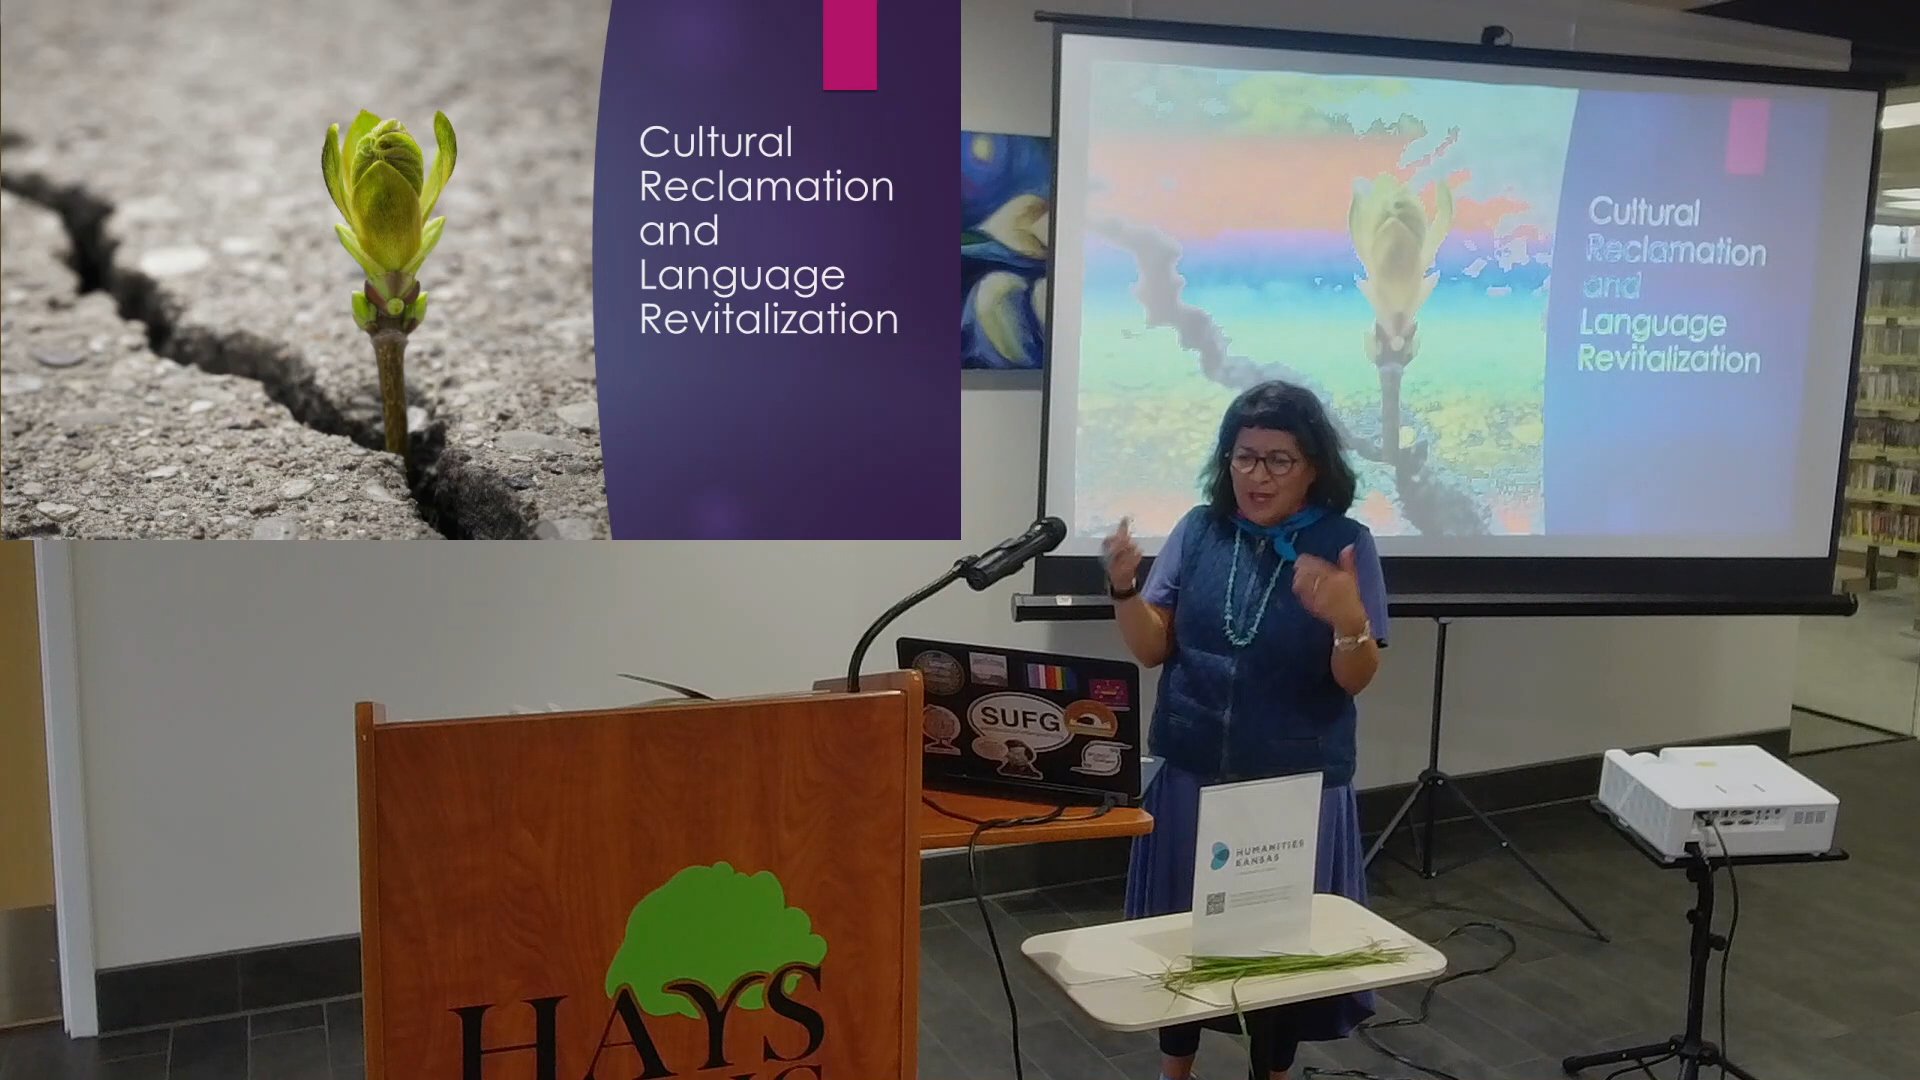 Cultural
Reclamation
and
Language
Revitalization
Cultural
Reclamation
and
Language
Revitalization
SUFG
HUMANITIES
KANSAS
HAYS